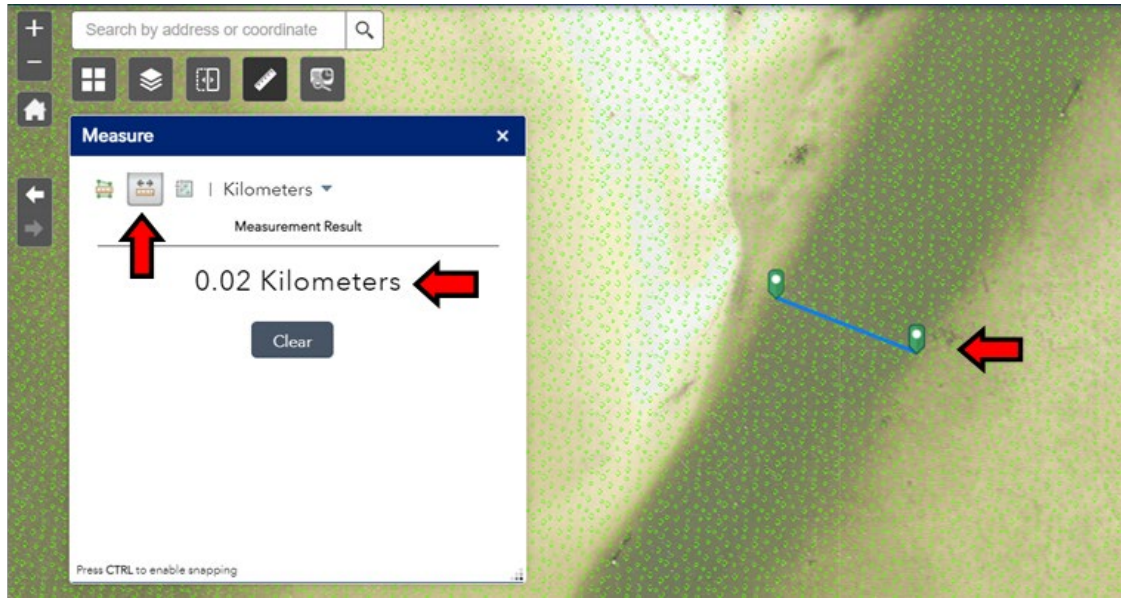 Search by address or coordinate
Measure
| Kilometers
Measurement Result
0.02 Kilometers
Clear
Press CTRL to enable snapping